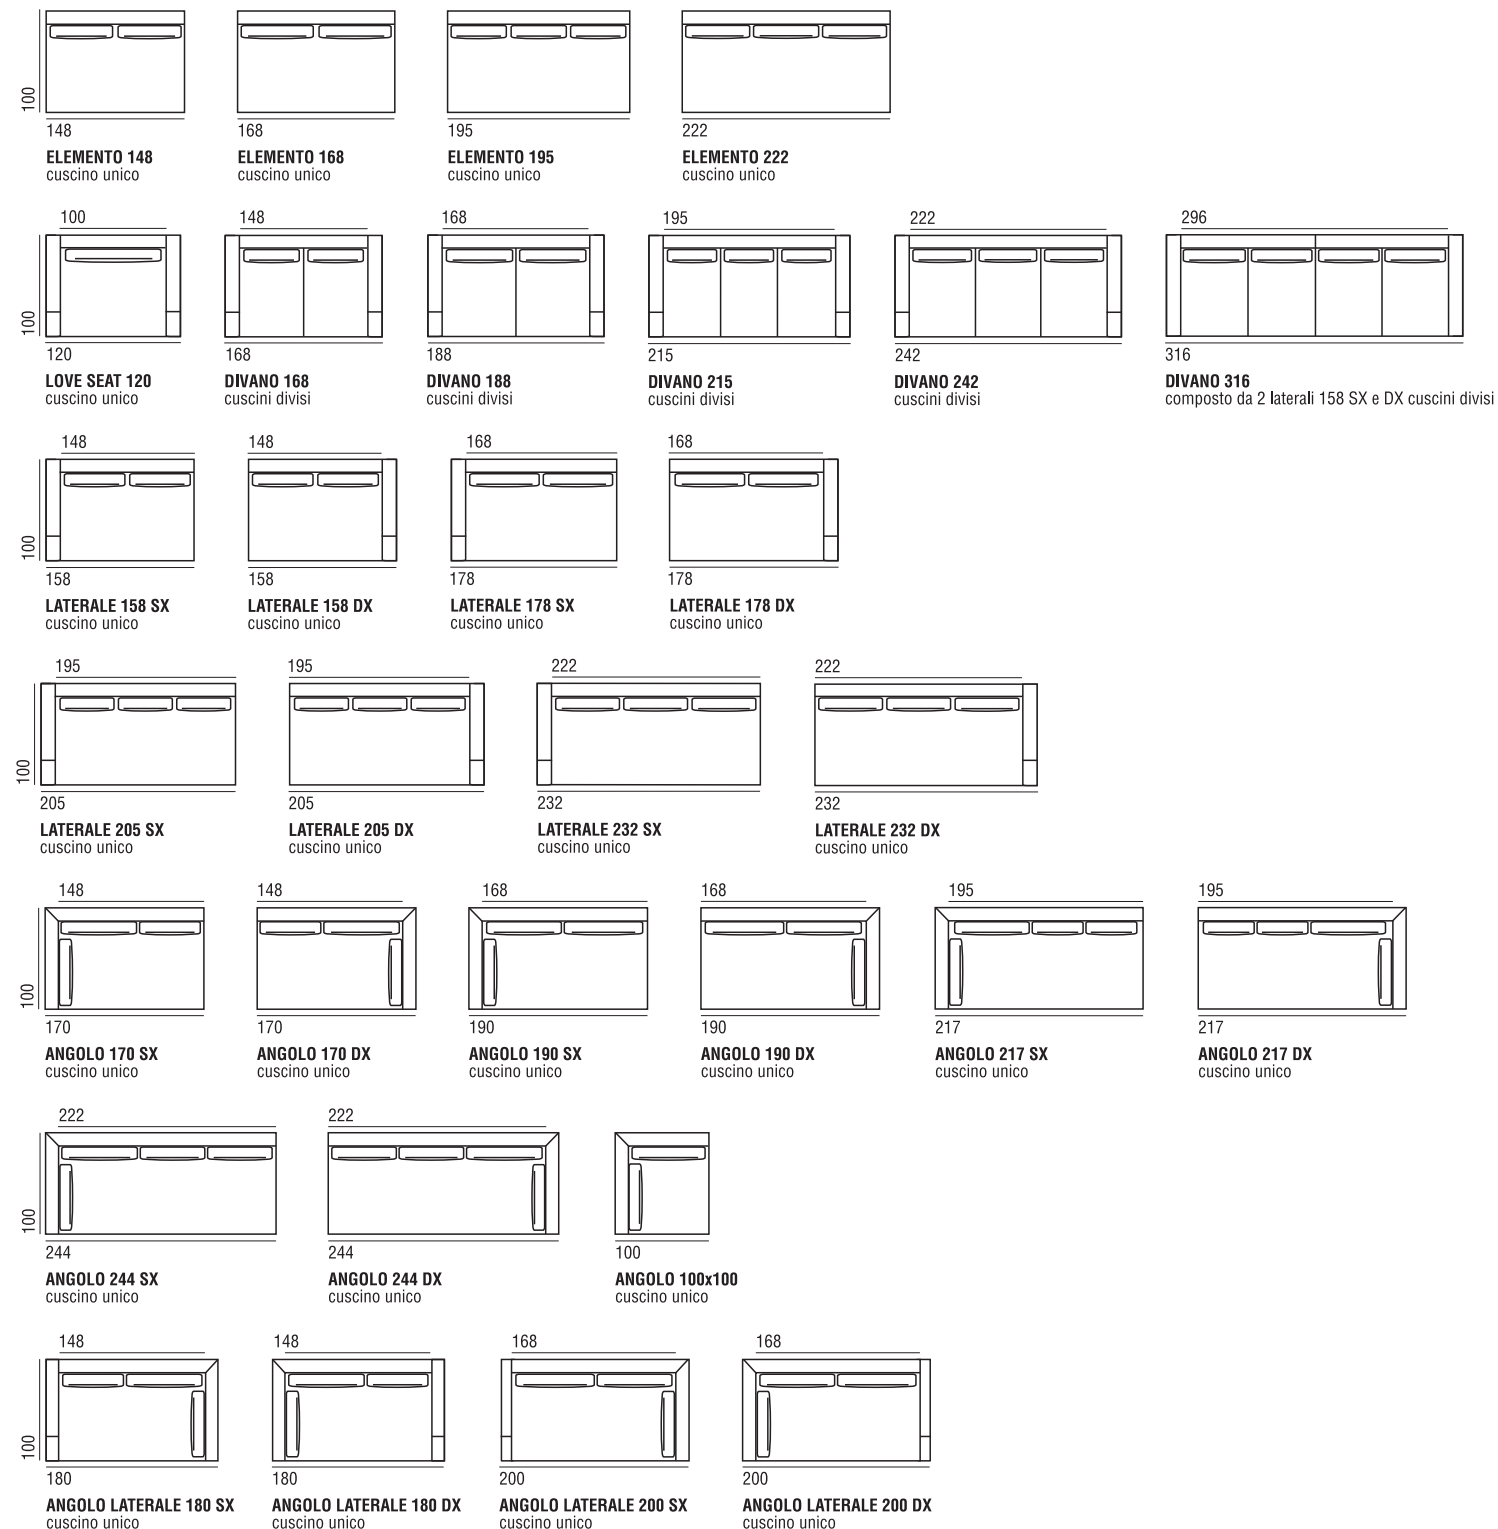 100
148
168
195
222
ELEMENTO 148
cuscino unico
ELEMENTO 168
cuscino unico
ELEMENTO 195
cuscino unico
ELEMENTO 222
cuscino unico
100
148
168
195
222
296
100
120
168
188
215
242
316
LOVE SEAT 120
cuscino unico
DIVANO 168
cuscini divisi
DIVANO 188
cuscini divisi
DIVANO 215
cuscini divisi
DIVANO 242
cuscini divisi
DIVANO 316
composto da 2 laterali 158 SX e DX cuscini divisi
148
148
168
168
100
158
158
178
178
LATERALE 158 SX
cuscino unico
LATERALE 158 DX
cuscino unico
LATERALE 178 SX
cuscino unico
LATERALE 178 DX
cuscino unico
195
195
222
222
100
205
205
232
232
LATERALE 205 SX
cuscino unico
LATERALE 205 DX
cuscino unico
LATERALE 232 SX
cuscino unico
LATERALE 232 DX
cuscino unico
148
148
168
168
195
195
100
170
170
190
190
217
217
ANGOLO 170 SX
cuscino unico
ANGOLO 170 DX
cuscino unico
ANGOLO 190 SX
cuscino unico
ANGOLO 190 DX
cuscino unico
ANGOLO 217 SX
cuscino unico
ANGOLO 217 DX
cuscino unico
222
222
100
244
244
100
ANGOLO 244 SX
cuscino unico
ANGOLO 244 DX
cuscino unico
ANGOLO 100x100
cuscino unico
148
148
168
168
100
180
180
200
200
ANGOLO LATERALE 180 SX
cuscino unico
ANGOLO LATERALE 180 DX
cuscino unico
ANGOLO LATERALE 200 SX
cuscino unico
ANGOLO LATERALE 200 DX
cuscino unico